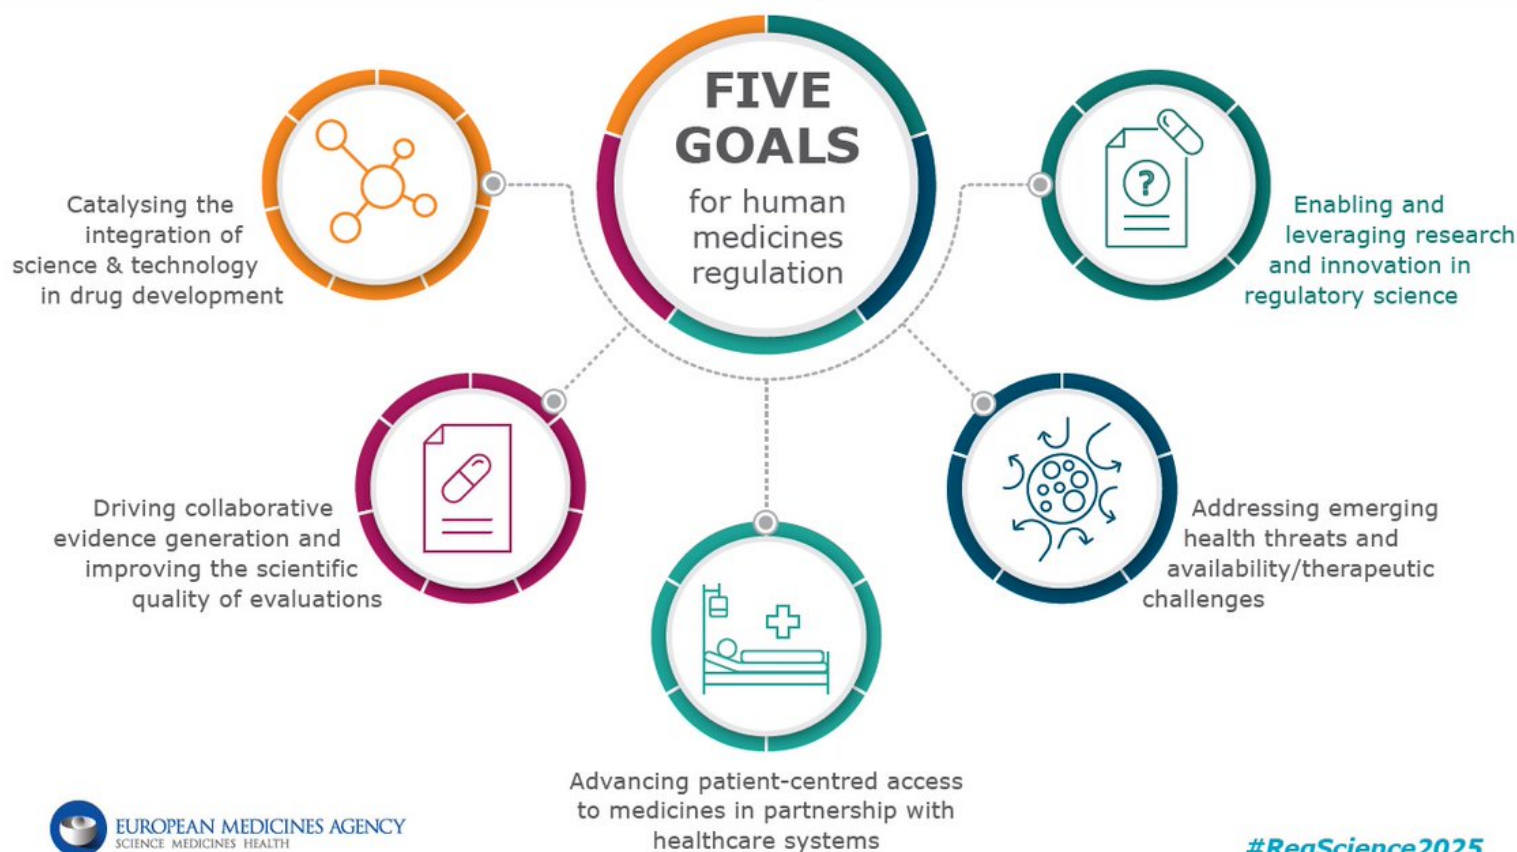 FIVE
GOALS
for human
medicines
regulation
Catalysing the
integration of
science & technology
in drug development
Driving collaborative
evidence generation and
improving the scientific
quality of evaluations
Advancing patient-centred access
to medicines in partnership with
healthcare systems
Addressing emerging
health threats and
availability/therapeutic
challenges
?
Enabling and
leveraging research
and innovation in
regulatory science
EUROPEAN MEDICINES AGENCY
SCIENCE MEDICINES HEALTH
#RegScience2025